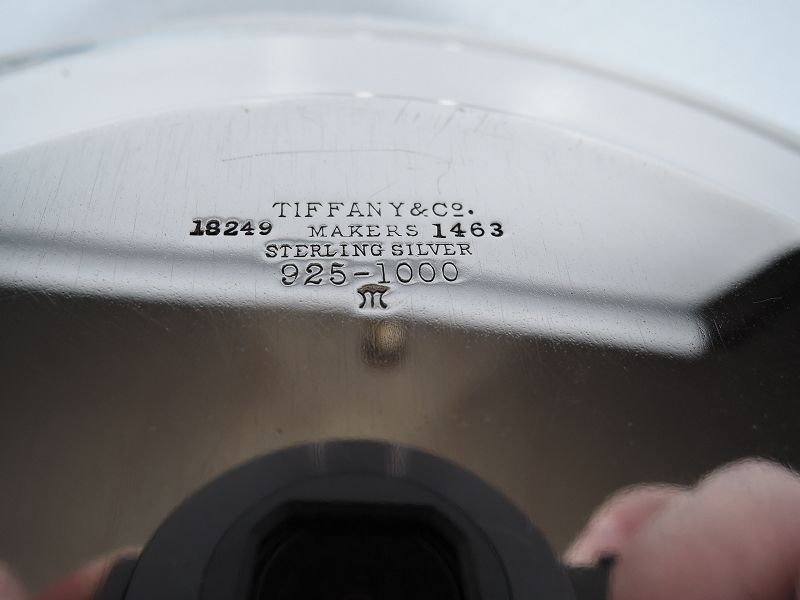 TIFFANY & Co.
18249 MAKERS 1463
STERLING SILVER
925-1000
m